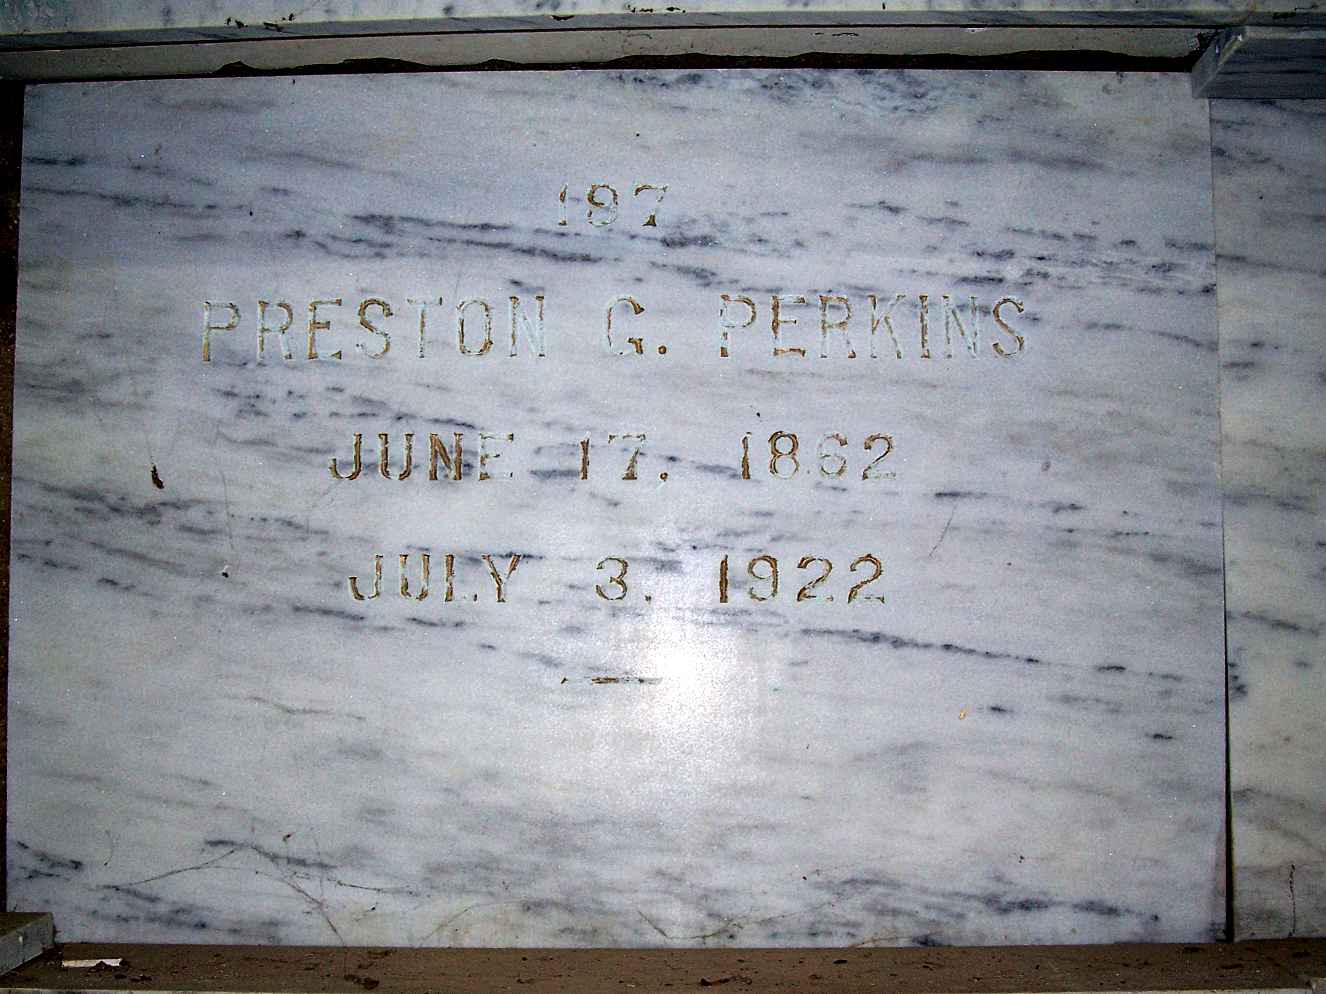 197
PRESTON G. PERKINS
JUNE 17. 1862
JULY 3. 1922